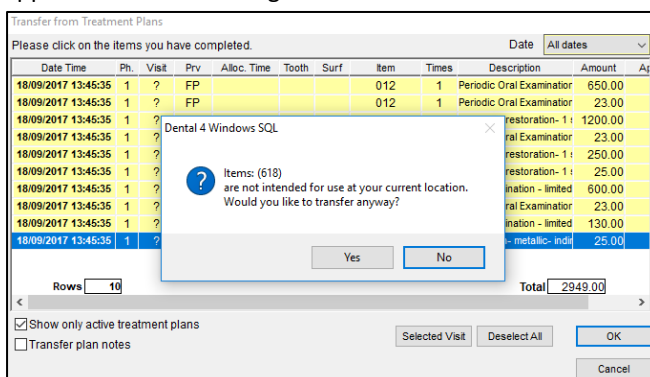 Transfer from Treatment Plans
Please click on the items you have completed. Date All dates
Date Time Ph. Visit Prv Alloc. Time Tooth Surf Item Times Description Amount
18/09/2017 13:45:35 1 ? FP 012 1 Periodic Oral Examination 650.00
18/09/2017 13:45:35 1 ? FP 012 1 Periodic Oral Examination 23.00
18/09/2017 13:45:35 1 ? restoration- 1 1200.00
18/09/2017 13:45:35 1 ? ral Examination 23.00
18/09/2017 13:45:35 1 ? restoration- 1 250.00
18/09/2017 13:45:35 1 ? restoration- 1 25.00
18/09/2017 13:45:35 1 ? ination - limited 600.00
18/09/2017 13:45:35 1 ? ral Examination 23.00
18/09/2017 13:45:35 1 ? ination - limited 130.00
18/09/2017 13:45:35 1 ? - metallic- indir 25.00
Dental 4 Windows SQL
Items: (618)
are not intended for use at your current location.
Would you like to transfer anyway?
Yes No
Rows 10 Total 2949.00
Show only active treatment plans
Transfer plan notes
Selected Visit Deselect All OK
Cancel